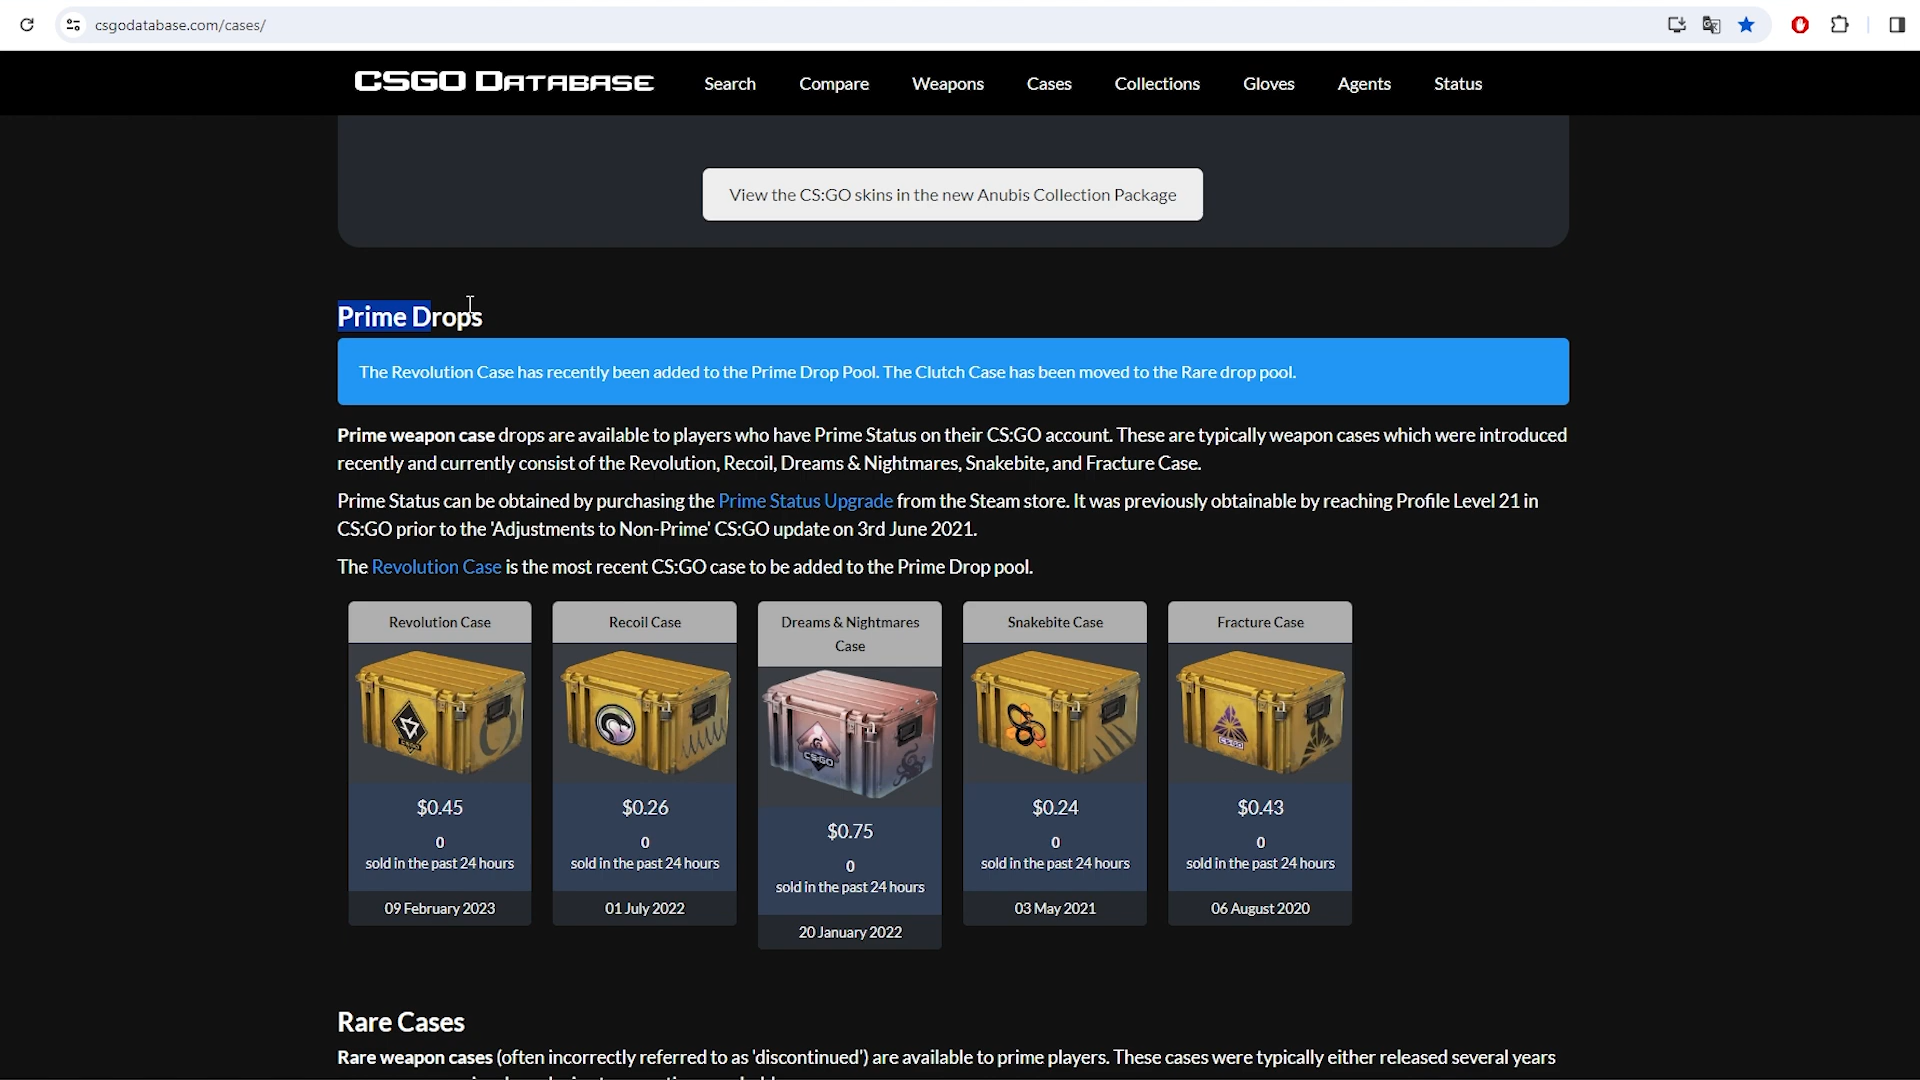 csgodatabase.com/cases/
CSGO DATABASE
Search
Compare
Weapons
Cases
Collections
Gloves
Agents
Status
View the CS:GO skins in the new Anubis Collection Package
Prime Drops
The Revolution Case has recently been added to the Prime Drop Pool. The Clutch Case has been moved to the Rare drop pool.
Prime weapon case drops are available to players who have Prime Status on their CS:GO account. These are typically weapon cases which were introduced
recently and currently consist of the Revolution, Recoil, Dreams & Nightmares, Snakebite, and Fracture Case.
Prime Status can be obtained by purchasing the Prime Status Upgrade from the Steam store. It was previously obtainable by reaching Profile Level 21 in
CS:GO prior to the 'Adjustments to Non-Prime' CS:GO update on 3rd June 2021.
The Revolution Case is the most recent CS:GO case to be added to the Prime Drop pool.
Revolution Case
$0.45
0
sold in the past 24 hours
09 February 2023
Recoil Case
$0.26
0
sold in the past 24 hours
01 July 2022
Dreams & Nightmares
Case
CS:GO
$0.75
0
sold in the past 24 hours
20 January 2022
Snakebite Case
$0.24
0
sold in the past 24 hours
03 May 2021
Fracture Case
CS:GO
$0.43
0
sold in the past 24 hours
06 August 2020
Rare Cases
Rare weapon cases (often incorrectly referred to as 'discontinued') are available to prime players. These cases were typically either released several years